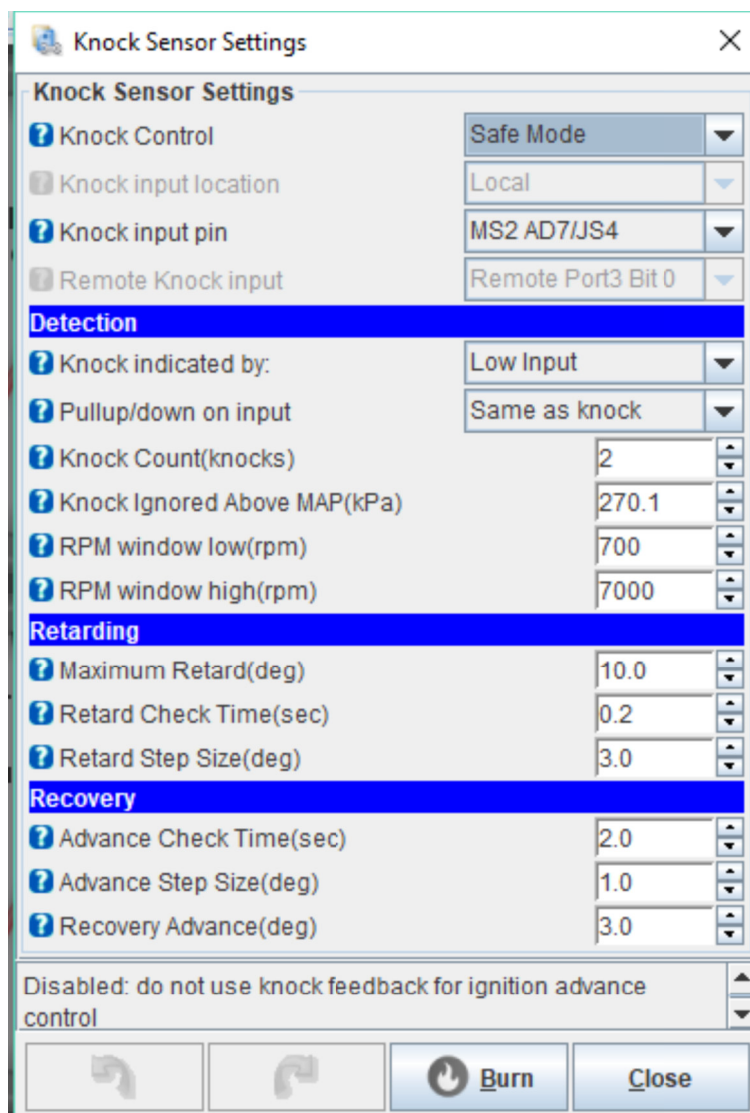 Knock Sensor Settings
Knock Sensor Settings
Knock Control Safe Mode
Knock input location Local
Knock input pin MS2 AD7/JS4
Remote Knock input Remote Port3 Bit 0
Detection
Knock indicated by: Low Input
Pullup/down on input Same as knock
Knock Count(knocks) 2
Knock Ignored Above MAP(kPa) 270.1
RPM window low(rpm) 700
RPM window high(rpm) 7000
Retarding
Maximum Retard(deg) 10.0
Retard Check Time(sec) 0.2
Retard Step Size(deg) 3.0
Recovery
Advance Check Time(sec) 2.0
Advance Step Size(deg) 1.0
Recovery Advance(deg) 3.0
Disabled: do not use knock feedback for ignition advance
control
Burn Close